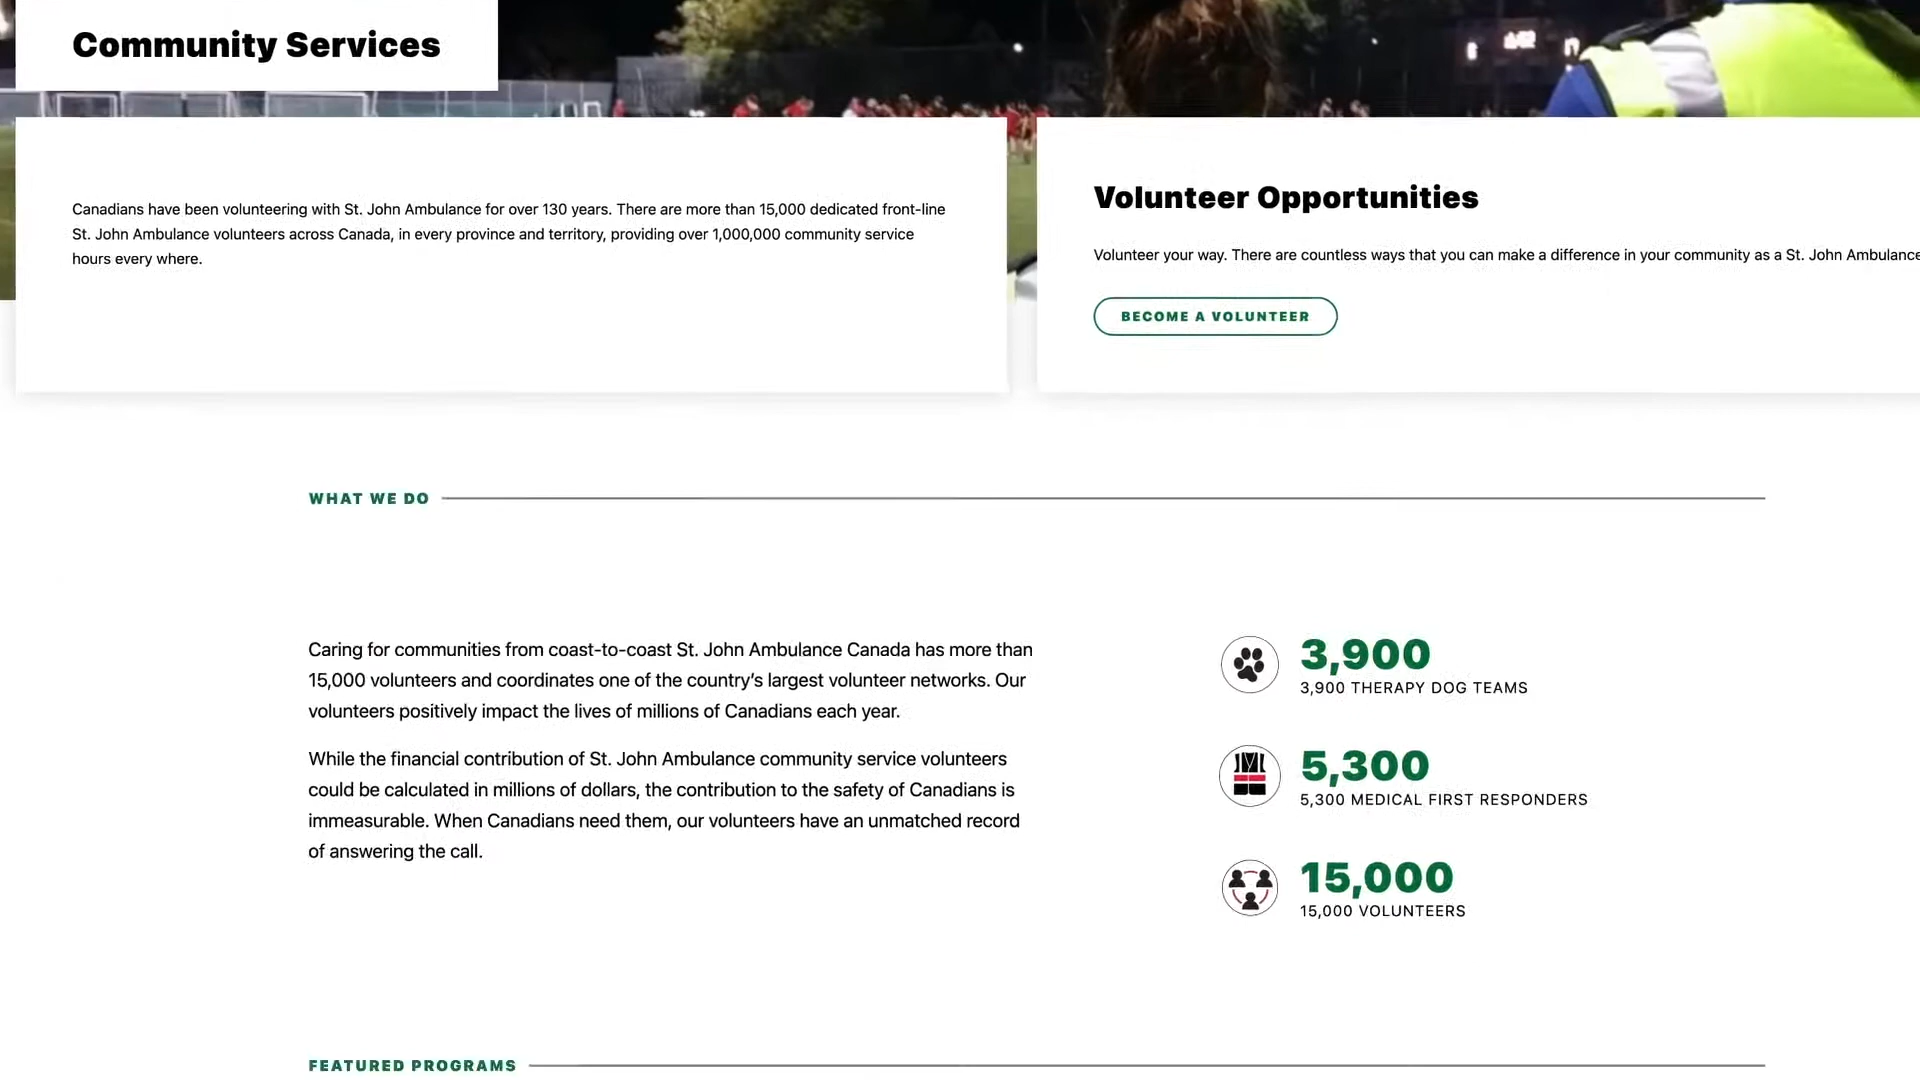 Community Services
Canadians have been volunteering with St. John Ambulance for over 130 years. There are more than 15,000 dedicated front-line
St. John Ambulance volunteers across Canada, in every province and territory, providing over 1,000,000 community service
hours every where.
Volunteer Opportunities
Volunteer your way. There are countless ways that you can make a difference in your community as a St. John Ambulance
BECOME A VOLUNTEER
WHAT WE DO
Caring for communities from coast-to-coast St. John Ambulance Canada has more than
15,000 volunteers and coordinates one of the country’s largest volunteer networks. Our
volunteers positively impact the lives of millions of Canadians each year.
While the financial contribution of St. John Ambulance community service volunteers
could be calculated in millions of dollars, the contribution to the safety of Canadians is
immeasurable. When Canadians need them, our volunteers have an unmatched record
of answering the call.
3,900
3,900 THERAPY DOG TEAMS
5,300
5,300 MEDICAL FIRST RESPONDERS
15,000
15,000 VOLUNTEERS
FEATURED PROGRAMS